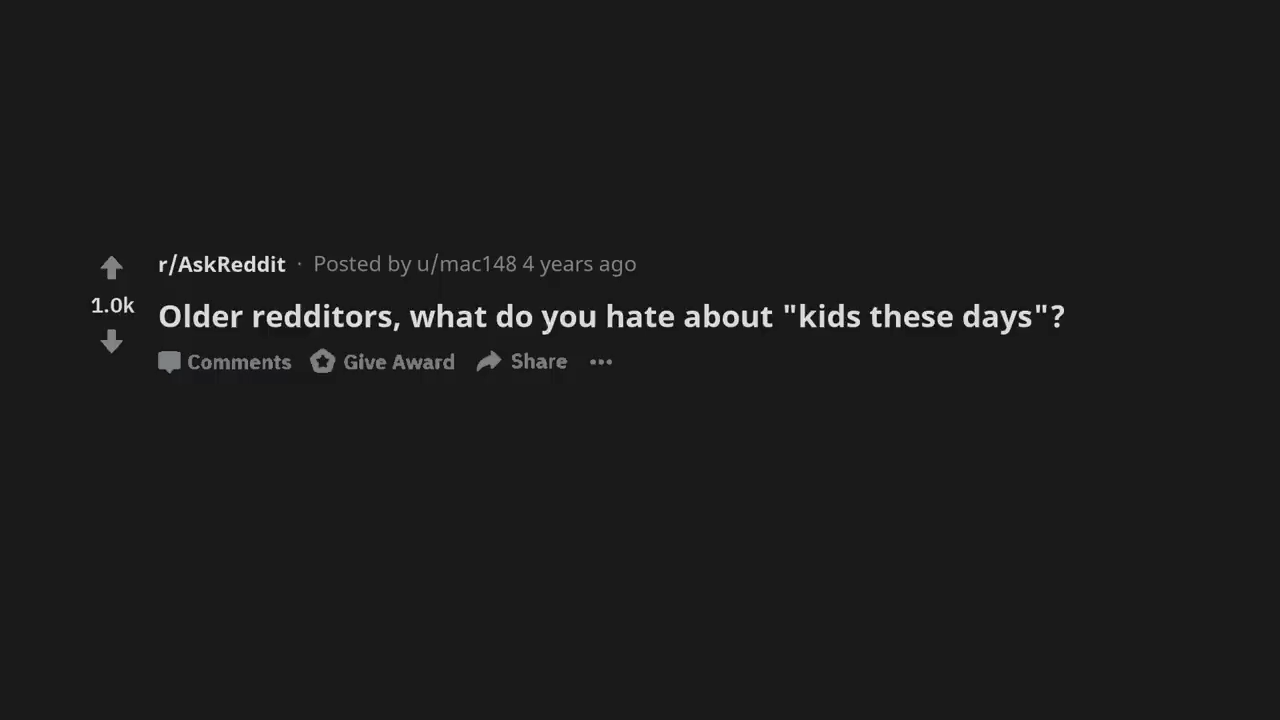 r/AskReddit · Posted by u/mac148 4 years ago
1.0k
Older redditors, what do you hate about "kids these days"?
Comments Give Award Share •••